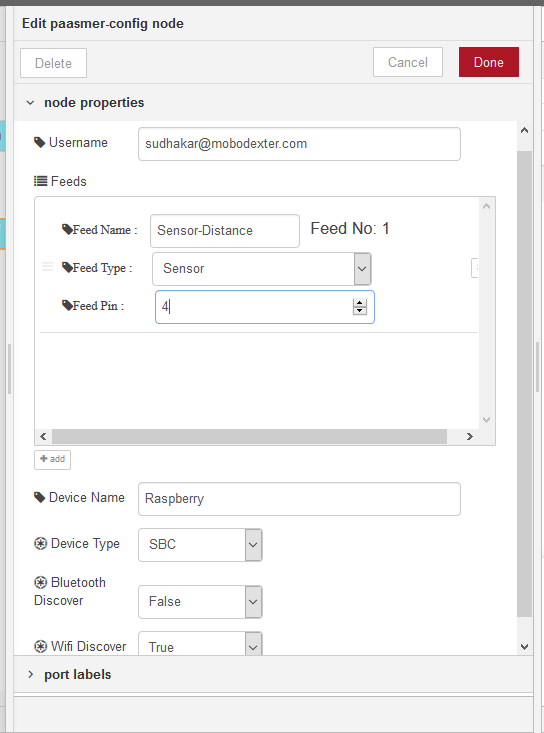 Edit paasmer-config node
Delete
Cancel
Done
node properties
Username
sudhakar@mobodexter.com
Feeds
Feed Name :
Sensor-Distance
Feed No: 1
Feed Type :
Sensor
Feed Pin :
4
add
Device Name
Raspberry
Device Type
SBC
Bluetooth
Discover
False
Wifi Discover
True
port labels